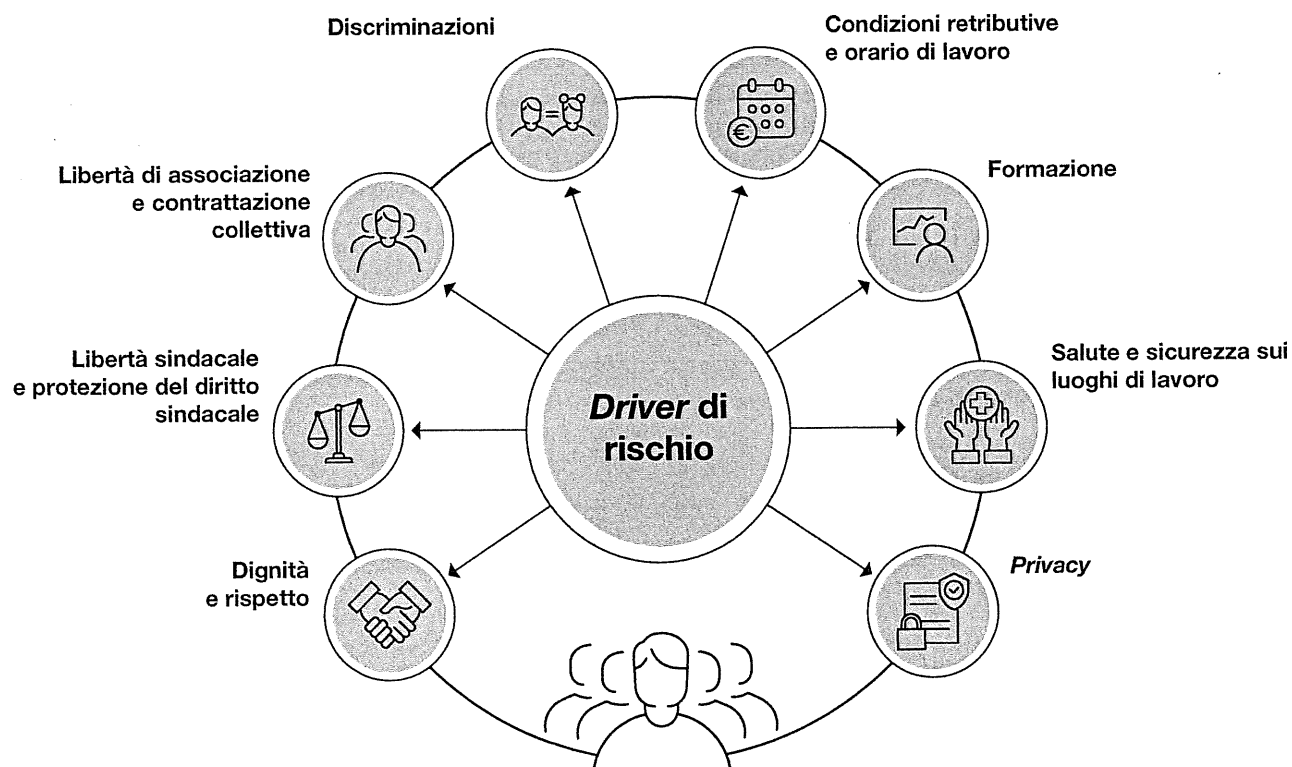 Discriminazioni
Condizioni retributive
e orario di lavoro
Libertà di associazione
e contrattazione
collettiva
Formazione
Libertà sindacale
e protezione del diritto
sindacale
Salute e sicurezza sui
luoghi di lavoro
Driver di
rischio
Dignità
e rispetto
Privacy
€